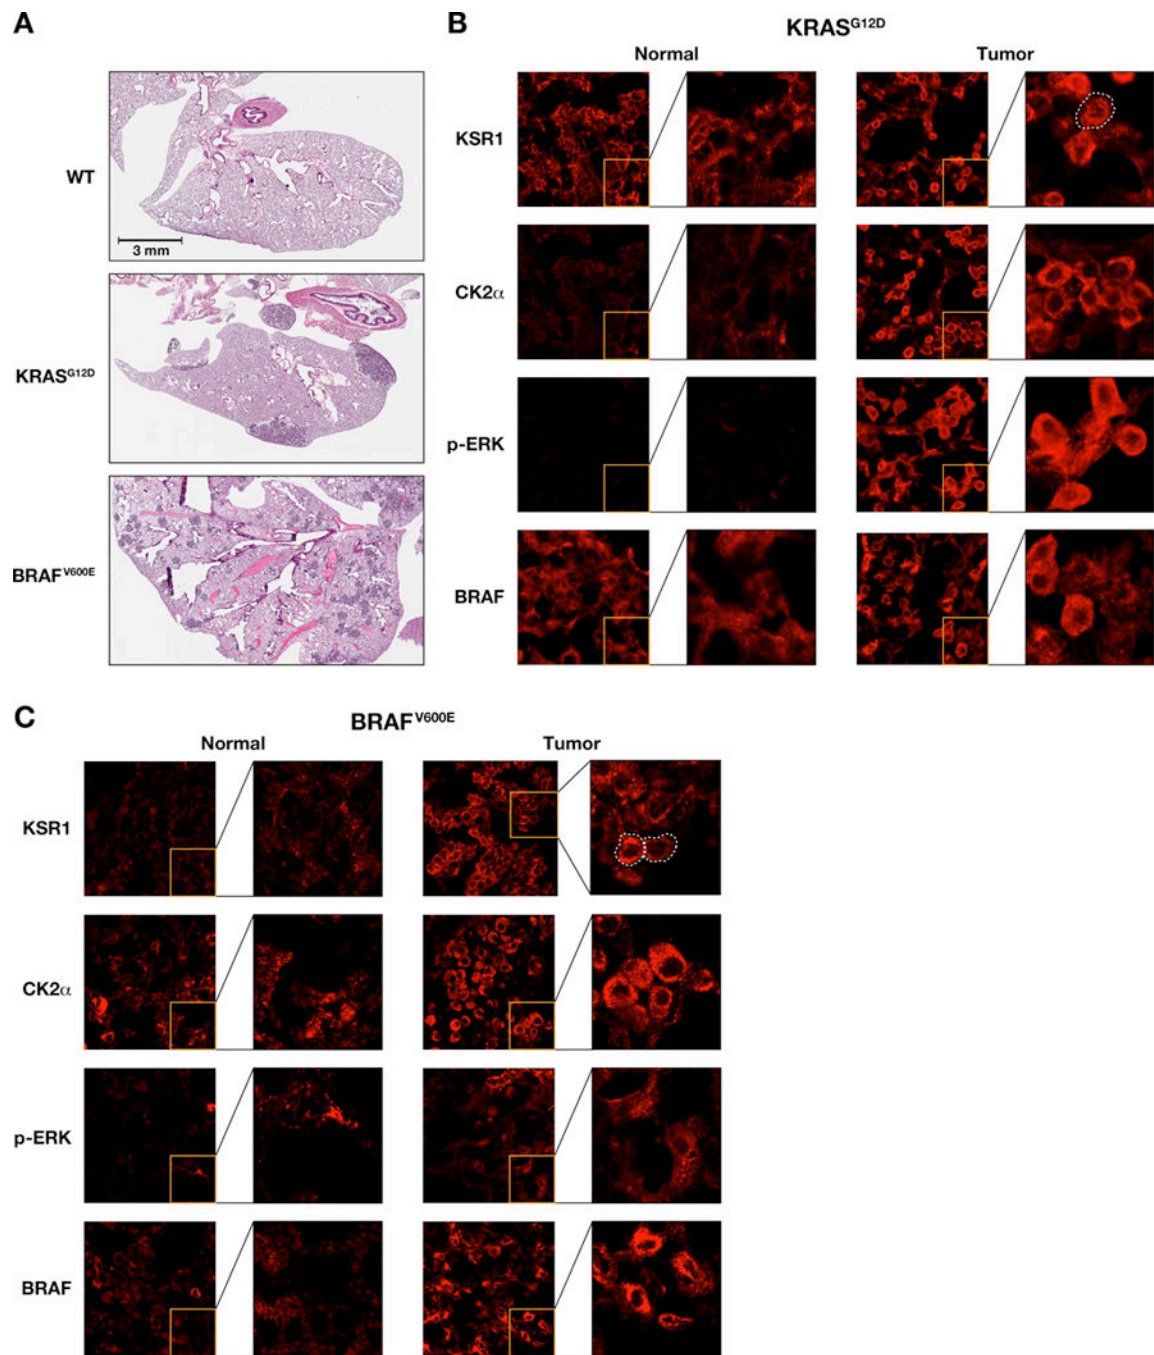 A
WT
3 mm
KRASG12D
BRAFV600E
B
KRASG12D
Normal Tumor
KSR1
CK2α
p-ERK
BRAF
C
BRAFV600E
Normal Tumor
KSR1
CK2α
p-ERK
BRAF